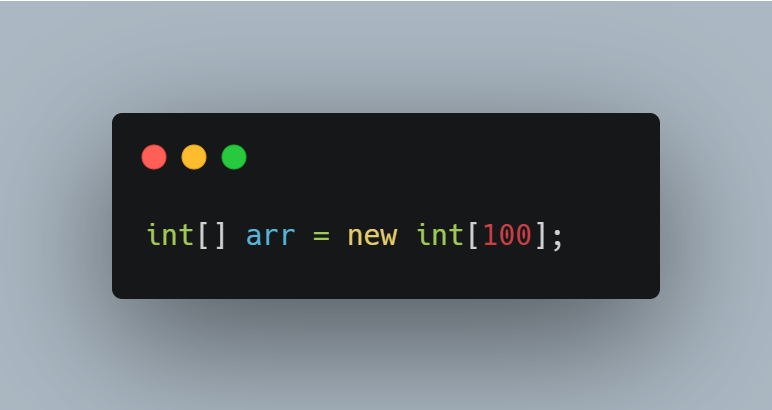 int[] arr = new int[100];